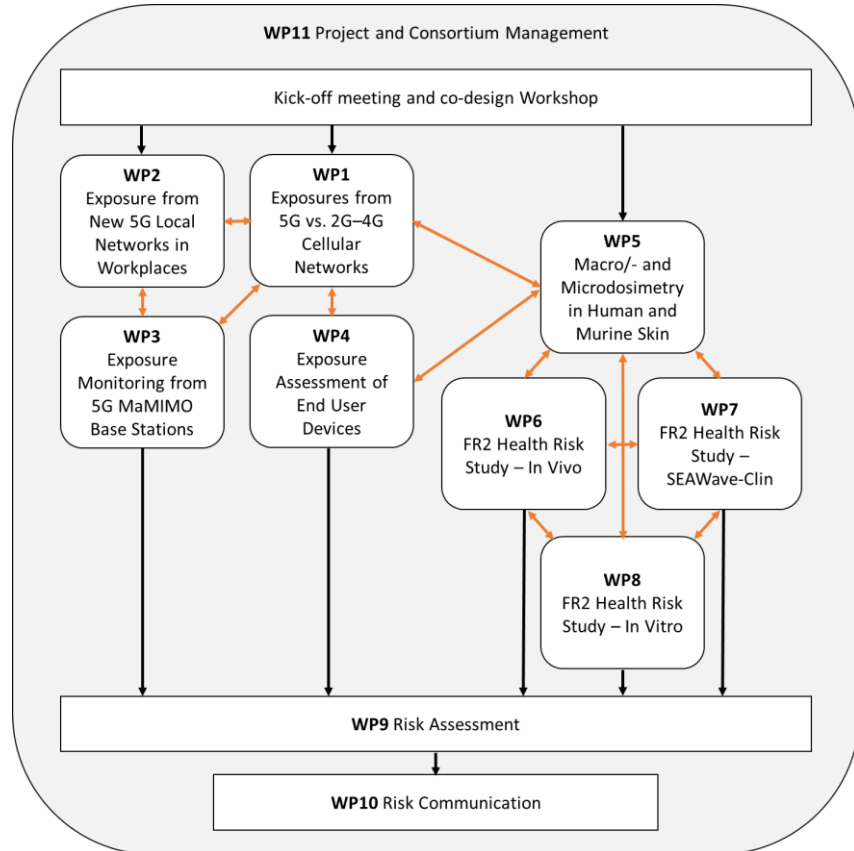 WP11 Project and Consortium Management
Kick-off meeting and co-design Workshop
WP2
Exposure from
New 5G Local
Networks in
Workplaces
WP1
Exposures from
5G vs. 2G–4G
Cellular
Networks
WP5
Macro/- and
Microdosimetry
in Human and
Murine Skin
WP3
Exposure
Monitoring from
5G MaMIMO
Base Stations
WP4
Exposure
Assessment of
End User
Devices
WP6
FR2 Health Risk
Study – In Vivo
WP7
FR2 Health Risk
Study –
SEAWave-Clin
WP8
FR2 Health Risk
Study – In Vitro
WP9 Risk Assessment
WP10 Risk Communication